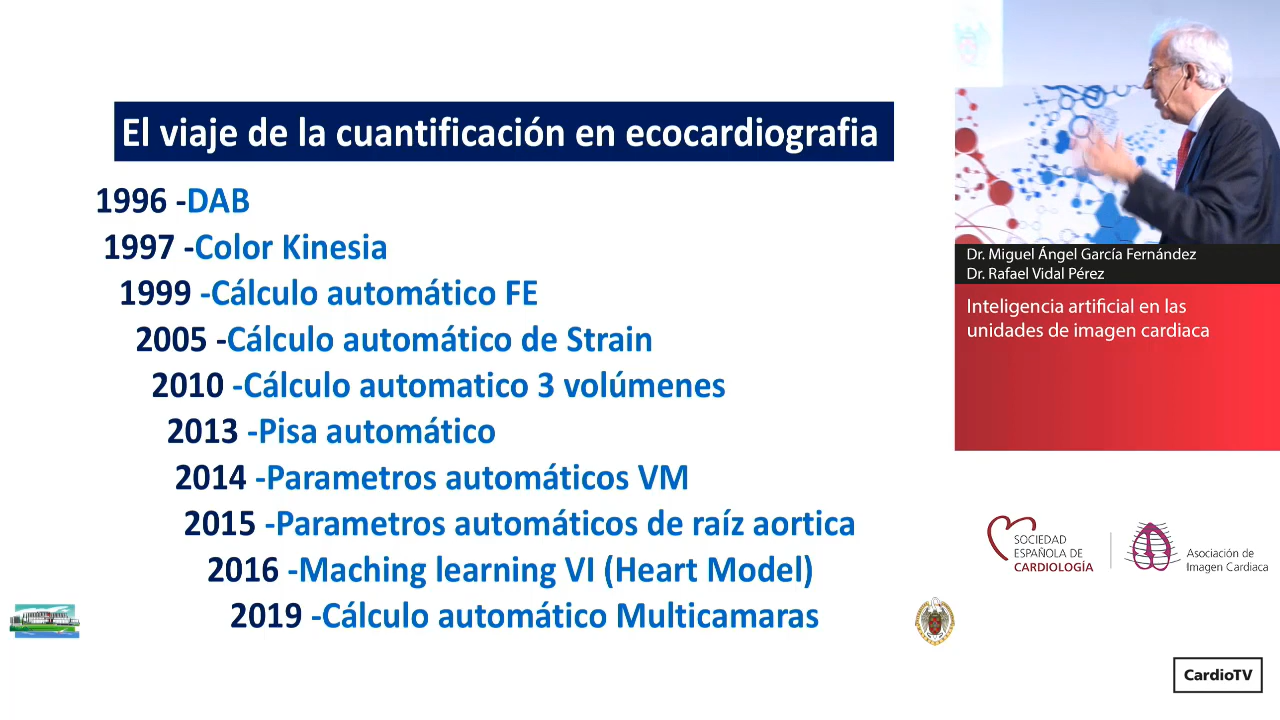 El viaje de la cuantificación en ecocardiografia
1996 -DAB
1997 -Color Kinesia
1999 -Cálculo automático FE
2005 -Cálculo automático de Strain
2010 -Cálculo automatico 3 volúmenes
2013 -Pisa automático
2014 -Parametros automáticos VM
2015 -Parametros automáticos de raíz aortica
2016 -Maching learning VI (Heart Model)
2019 -Cálculo automático Multicamaras
Dr. Miguel Ángel García Fernández
Dr. Rafael Vidal Pérez
Inteligencia artificial en las
unidades de imagen cardiaca
SOCIEDAD
ESPAÑOLA DE
CARDIOLOGÍA
Asociación de
Imagen Cardiaca
CardioTV